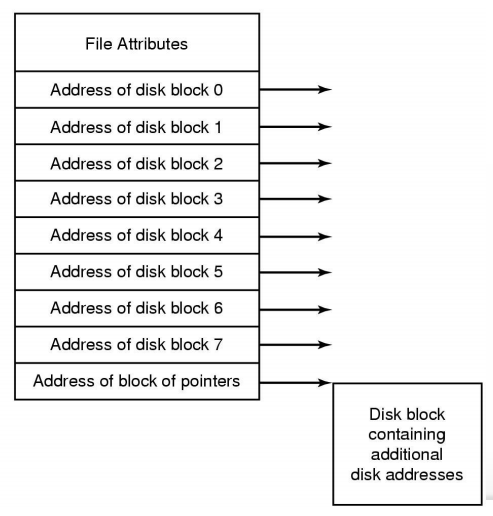 File Attributes
Address of disk block 0
Address of disk block 1
Address of disk block 2
Address of disk block 3
Address of disk block 4
Address of disk block 5
Address of disk block 6
Address of disk block 7
Address of block of pointers
Disk block
containing
additional
disk addresses